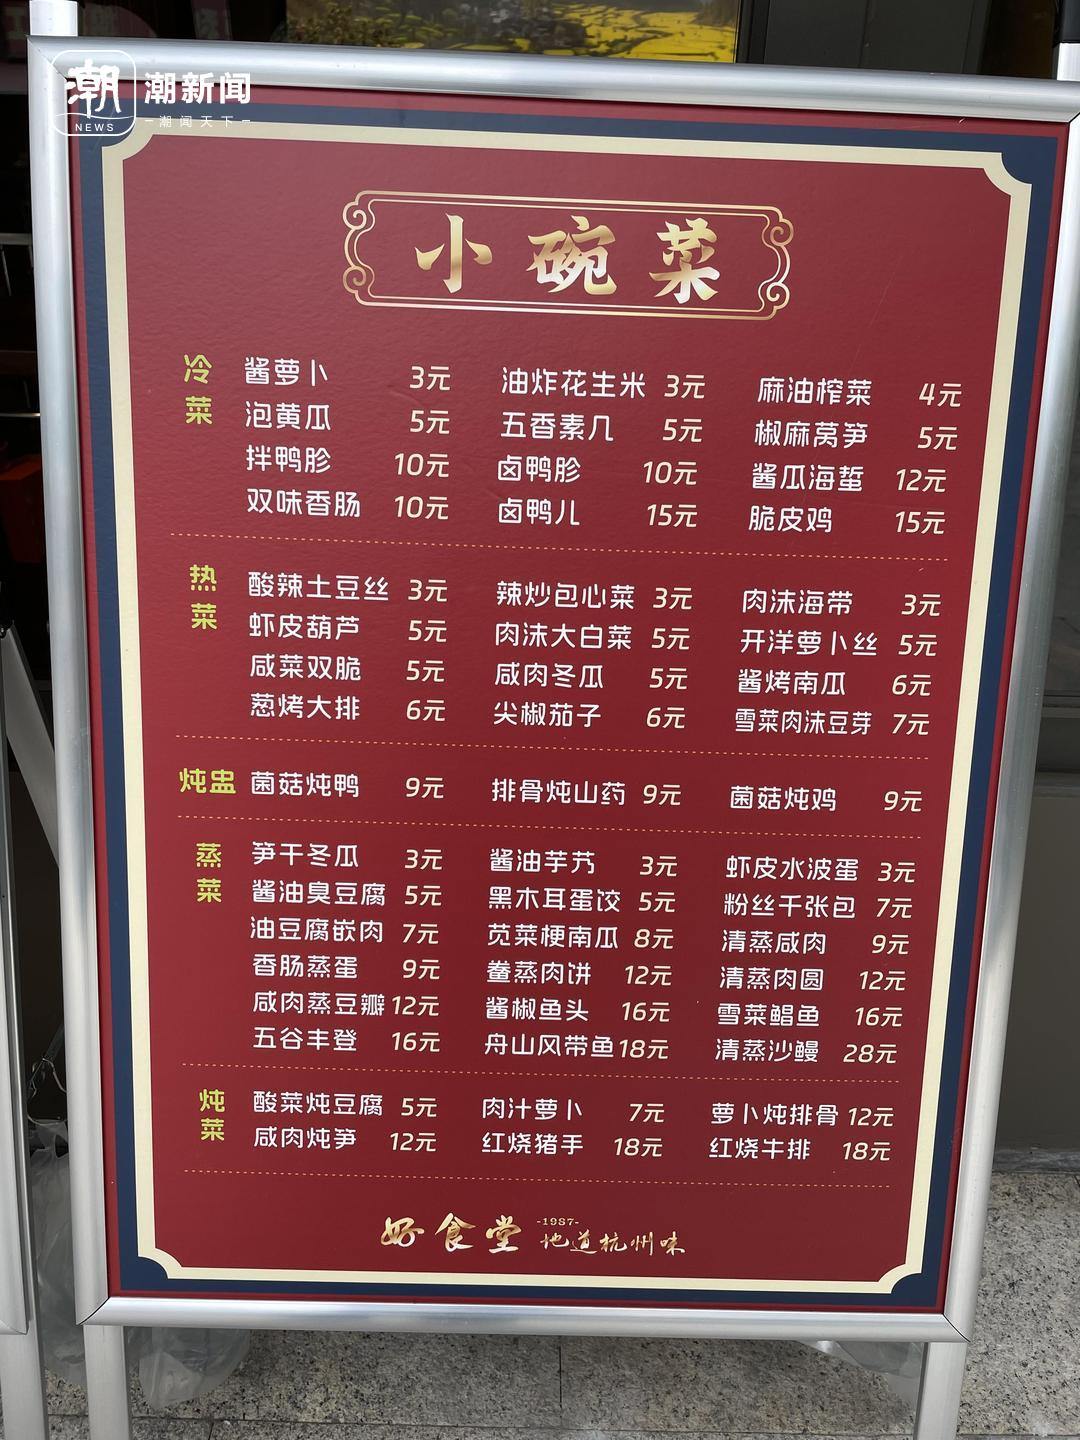 潮 NEWS
潮新闻
潮闻天下
小碗菜
冷菜
酱萝卜 3元 油炸花生米 3元 麻油榨菜 4元
泡黄瓜 5元 五香素几 5元 椒麻莴笋 5元
拌鸭胗 10元 卤鸭胗 10元 酱瓜海蜇 12元
双味香肠 10元 卤鸭儿 15元 脆皮鸡 15元
热菜
酸辣土豆丝 3元 辣炒包心菜 3元 肉沫海带 3元
虾皮葫芦 5元 肉沫大白菜 5元 开洋萝卜丝 5元
咸菜双脆 5元 咸肉冬瓜 5元 酱烤南瓜 6元
葱烤大排 6元 尖椒茄子 6元 雪菜肉沫豆芽 7元
炖盅 菌菇炖鸭 9元 排骨炖山药 9元 菌菇炖鸡 9元
蒸菜
笋干冬瓜 3元 酱油芋艿 3元 虾皮水波蛋 3元
酱油臭豆腐 5元 黑木耳蛋饺 5元 粉丝千张包 7元
油豆腐嵌肉 7元 苋菜梗南瓜 8元 清蒸咸肉 9元
香肠蒸蛋 9元 鲞蒸肉饼 12元 清蒸肉圆 12元
咸肉蒸豆瓣 12元 酱椒鱼头 16元 雪菜鲳鱼 16元
五谷丰登 16元 舟山风带鱼 18元 清蒸沙鳗 28元
炖菜
酸菜炖豆腐 5元 肉汁萝卜 7元 萝卜炖排骨 12元
咸肉炖笋 12元 红烧猪手 18元 红烧牛排 18元
好食堂 -1987- 地道杭州味